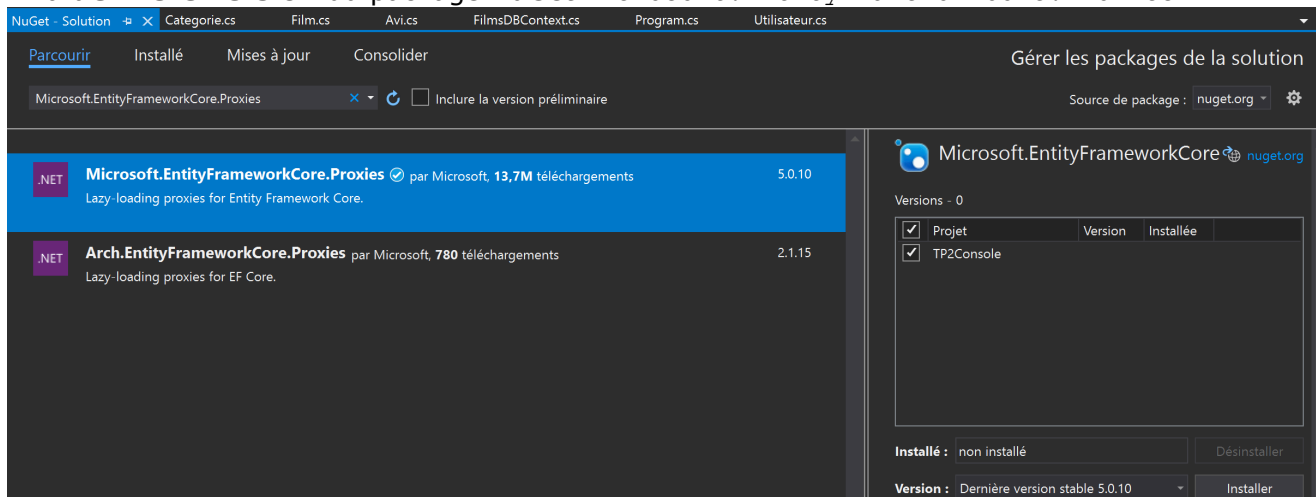 NuGet - Solution Categorie.cs Film.cs Avi.cs FilmsDBContext.cs Program.cs Utilisateur.cs
Parcourir Installé Mises à jour Consolider
Gérer les packages de la solution
Microsoft.EntityFrameworkCore.Proxies
Inclure la version préliminaire
Source de package : nuget.org
.NET
Microsoft.EntityFrameworkCore.Proxies par Microsoft, 13,7M téléchargements
5.0.10
Lazy-loading proxies for Entity Framework Core.
.NET
Arch.EntityFrameworkCore.Proxies par Microsoft, 780 téléchargements
2.1.15
Lazy-loading proxies for EF Core.
Microsoft.EntityFrameworkCore nuget.org
Versions - 0
Projet Version Installée
TP2Console
Installé : non installé Désinstaller
Version : Dernière version stable 5.0.10 Installer